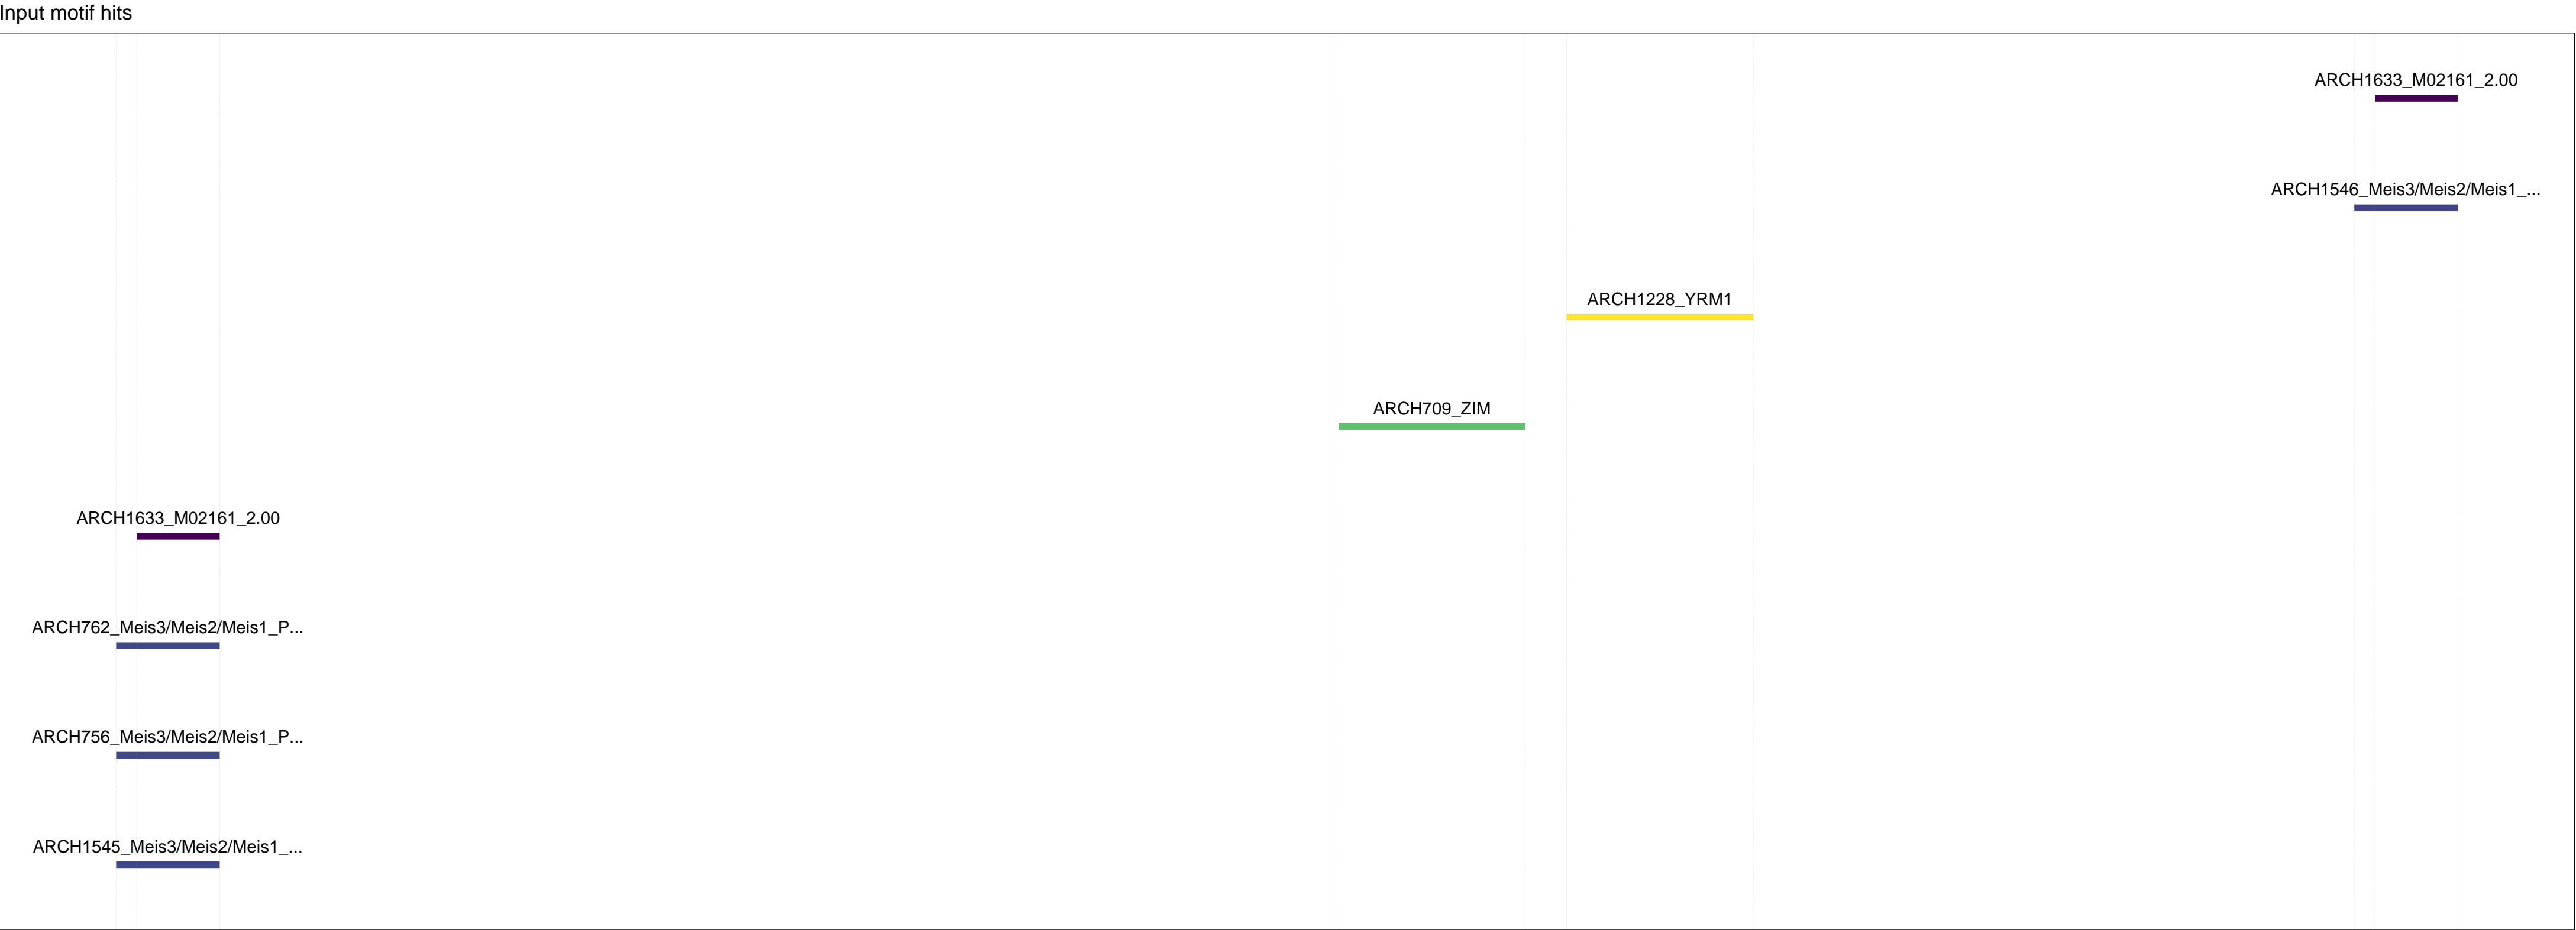 Input motif hits
ARCH1633_M02161_2.00
ARCH1546_Meis3/Meis2/Meis1_...
ARCH1228_YRM1
ARCH709_ZIM
ARCH1633_M02161_2.00
ARCH762_Meis3/Meis2/Meis1_P...
ARCH756_Meis3/Meis2/Meis1_P...
ARCH1545_Meis3/Meis2/Meis1_...